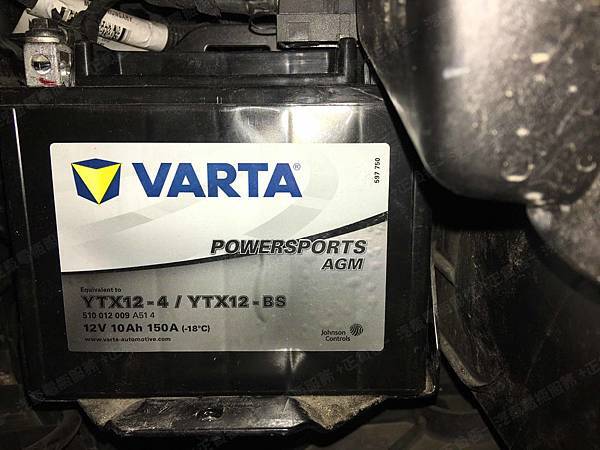 VARTA®
597 750
POWERSPORTS
AGM
Equivalent to
YTX12-4 / YTX12-BS
510 012 009 A51 4
12V 10Ah 150A (-18°C)
www.varta-automotive.com
Johnson
Controls